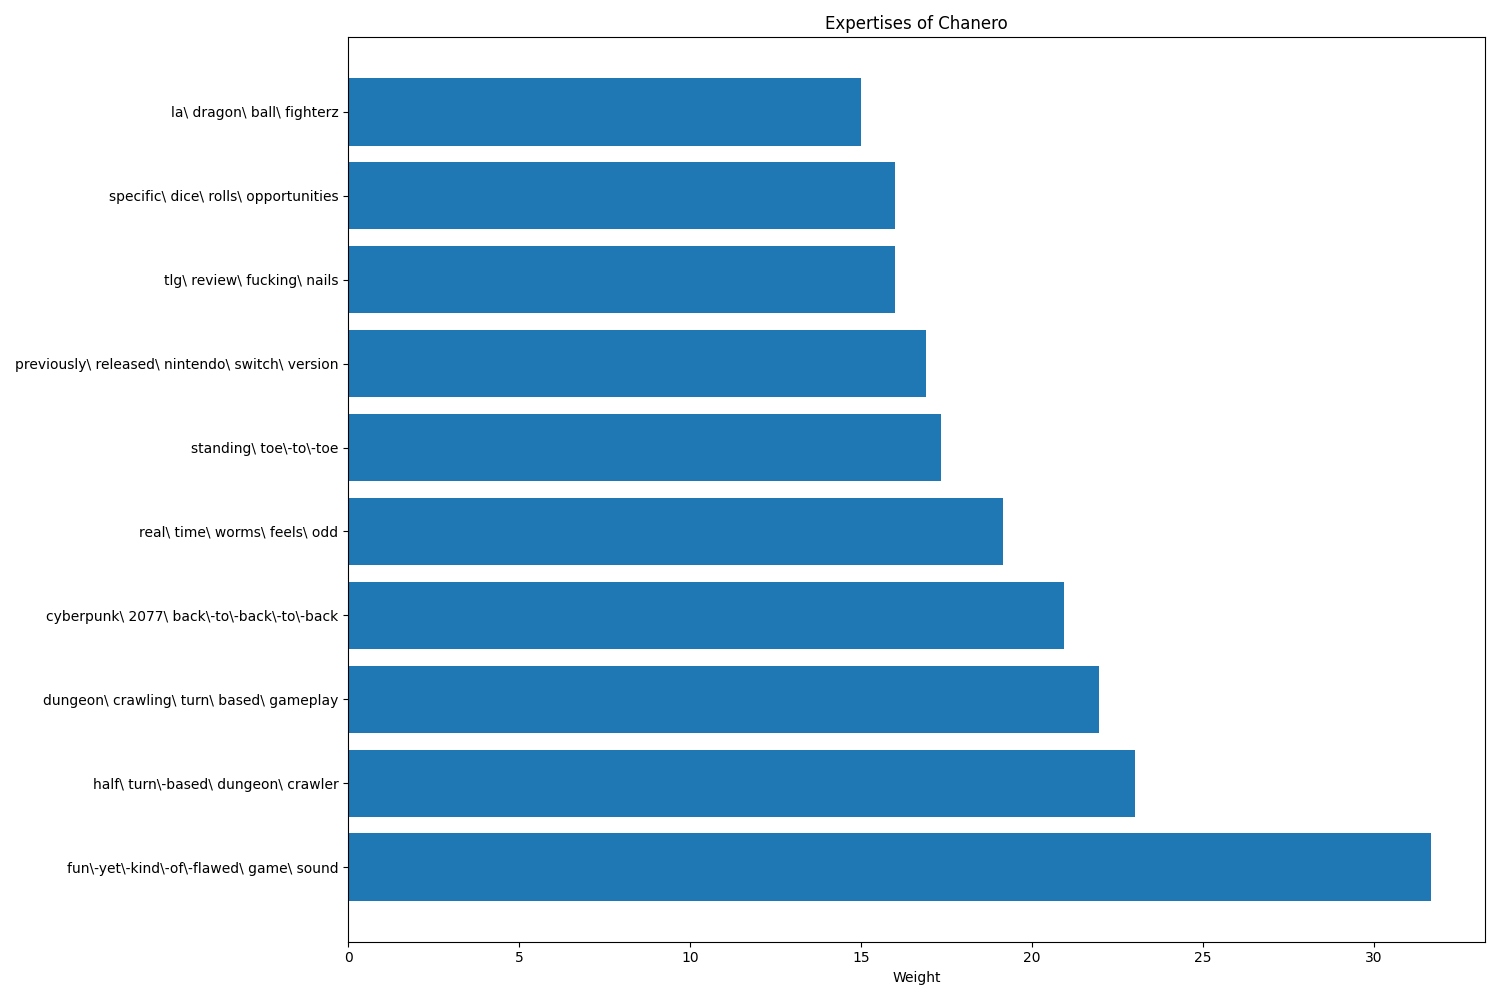 Expertises of Chanero
la\ dragon\ ball\ fighterz
specific\ dice\ rolls\ opportunities
tlg\ review\ fucking\ nails
previously\ released\ nintendo\ switch\ version
standing\ toe\-to\-toe
real\ time\ worms\ feels\ odd
cyberpunk\ 2077\ back\-to\-back\-to\-back
dungeon\ crawling\ turn\ based\ gameplay
half\ turn\-based\ dungeon\ crawler
fun\-yet\-kind\-of\-flawed\ game\ sound
0 5 10 15 20 25 30
Weight